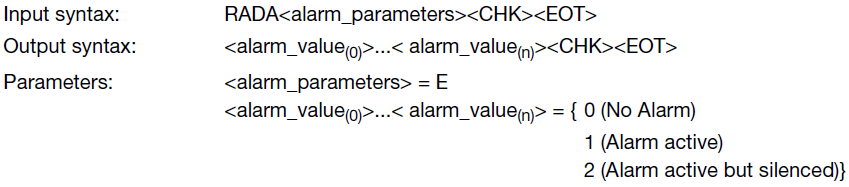 Input syntax: RADA<alarm_parameters><CHK><EOT>
Output syntax: <alarm_value(0)>...< alarm_value(n)><CHK><EOT>
Parameters: <alarm_parameters> = E
<alarm_value(0)>...< alarm_value(n)> = { 0 (No Alarm)
1 (Alarm active)
2 (Alarm active but silenced)}